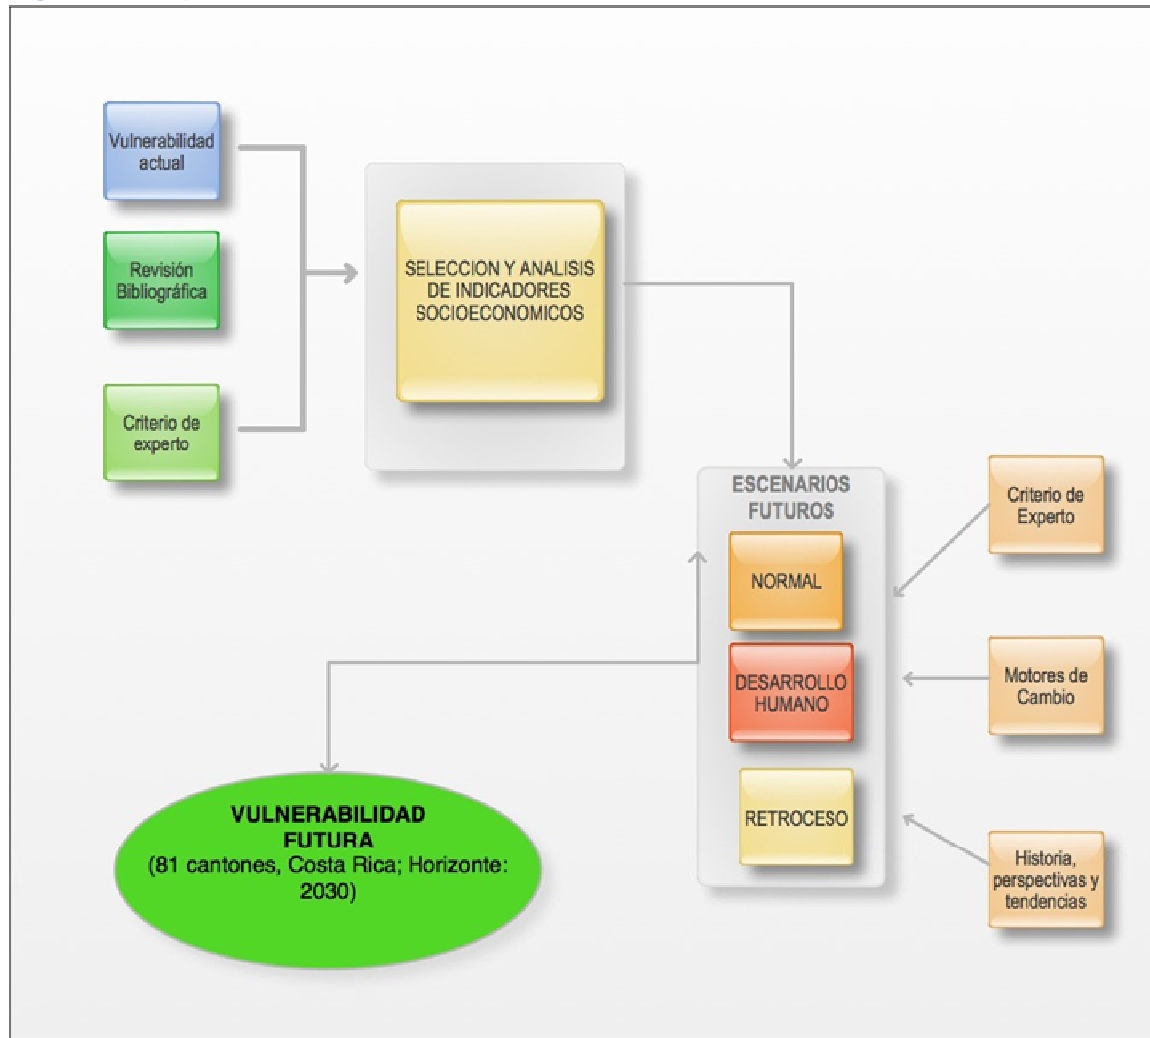 Vulnerabilidad
actual
Revisión
Bibliográfica
Criterio de
experto
SELECCION Y ANALISIS
DE INDICADORES
SOCIOECONOMICOS
ESCENARIOS
FUTUROS
NORMAL
DESARROLLO
HUMANO
RETROCESO
Criterio de
Experto
Motores de
Cambio
Historia,
perspectivas y
tendencias
VULNERABILIDAD
FUTURA
(81 cantones, Costa Rica; Horizonte:
2030)